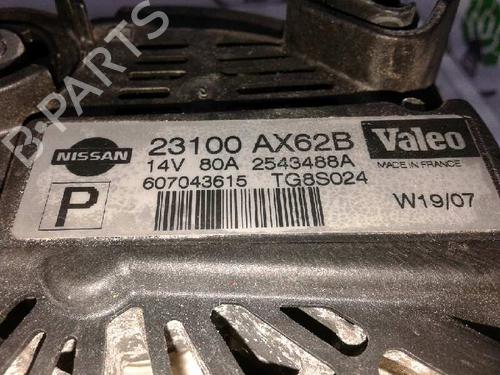 B-PARTS
NISSAN
23100 AX62B
14V 80A 2543488A
607043615 TG8S024
P
Valeo
MADE IN FRANCE
W19/07